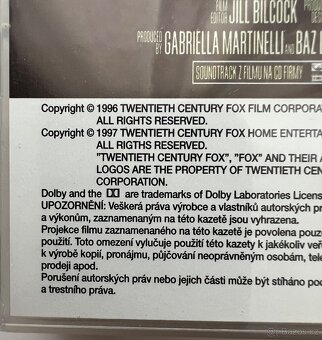 FILM EDITOR JILL BILCOCK
PRODUCED BY GABRIELLA MARTINELLI AND BAZ
SOUNDTRACK Z FILMU NA CD FIRMY
Copyright © 1996 TWENTIETH CENTURY FOX FILM CORPORA
ALL RIGTHS RESERVED.
Copyright © 1997 TWENTIETH CENTURY FOX HOME ENTERTA
ALL RIGTHS RESERVED.
"TWENTIETH CENTURY FOX", "FOX" AND THEIR A
LOGOS ARE THE PROPERTY OF TWENTIETH CEN
Dolby and the are trademarks of Dolby Laboratories Licens
UPOZORNĚNÍ: Veškerá práva výrobce a vlastníků autorských pr
a výkonům, zaznamenaným na této kazetě jsou vyhrazena.
Projekce filmu zaznamenaného na této kazetě je povolena pouze
použití. Toto omezení vylučuje použití této kazety k jakékoliv veře
k výrobě kopií, pronájmu, půjčování neoprávněným osobám, tele
prodeji apod.
Porušení autorských práv nebo jejich části může být stíháno po
a trestního práva.